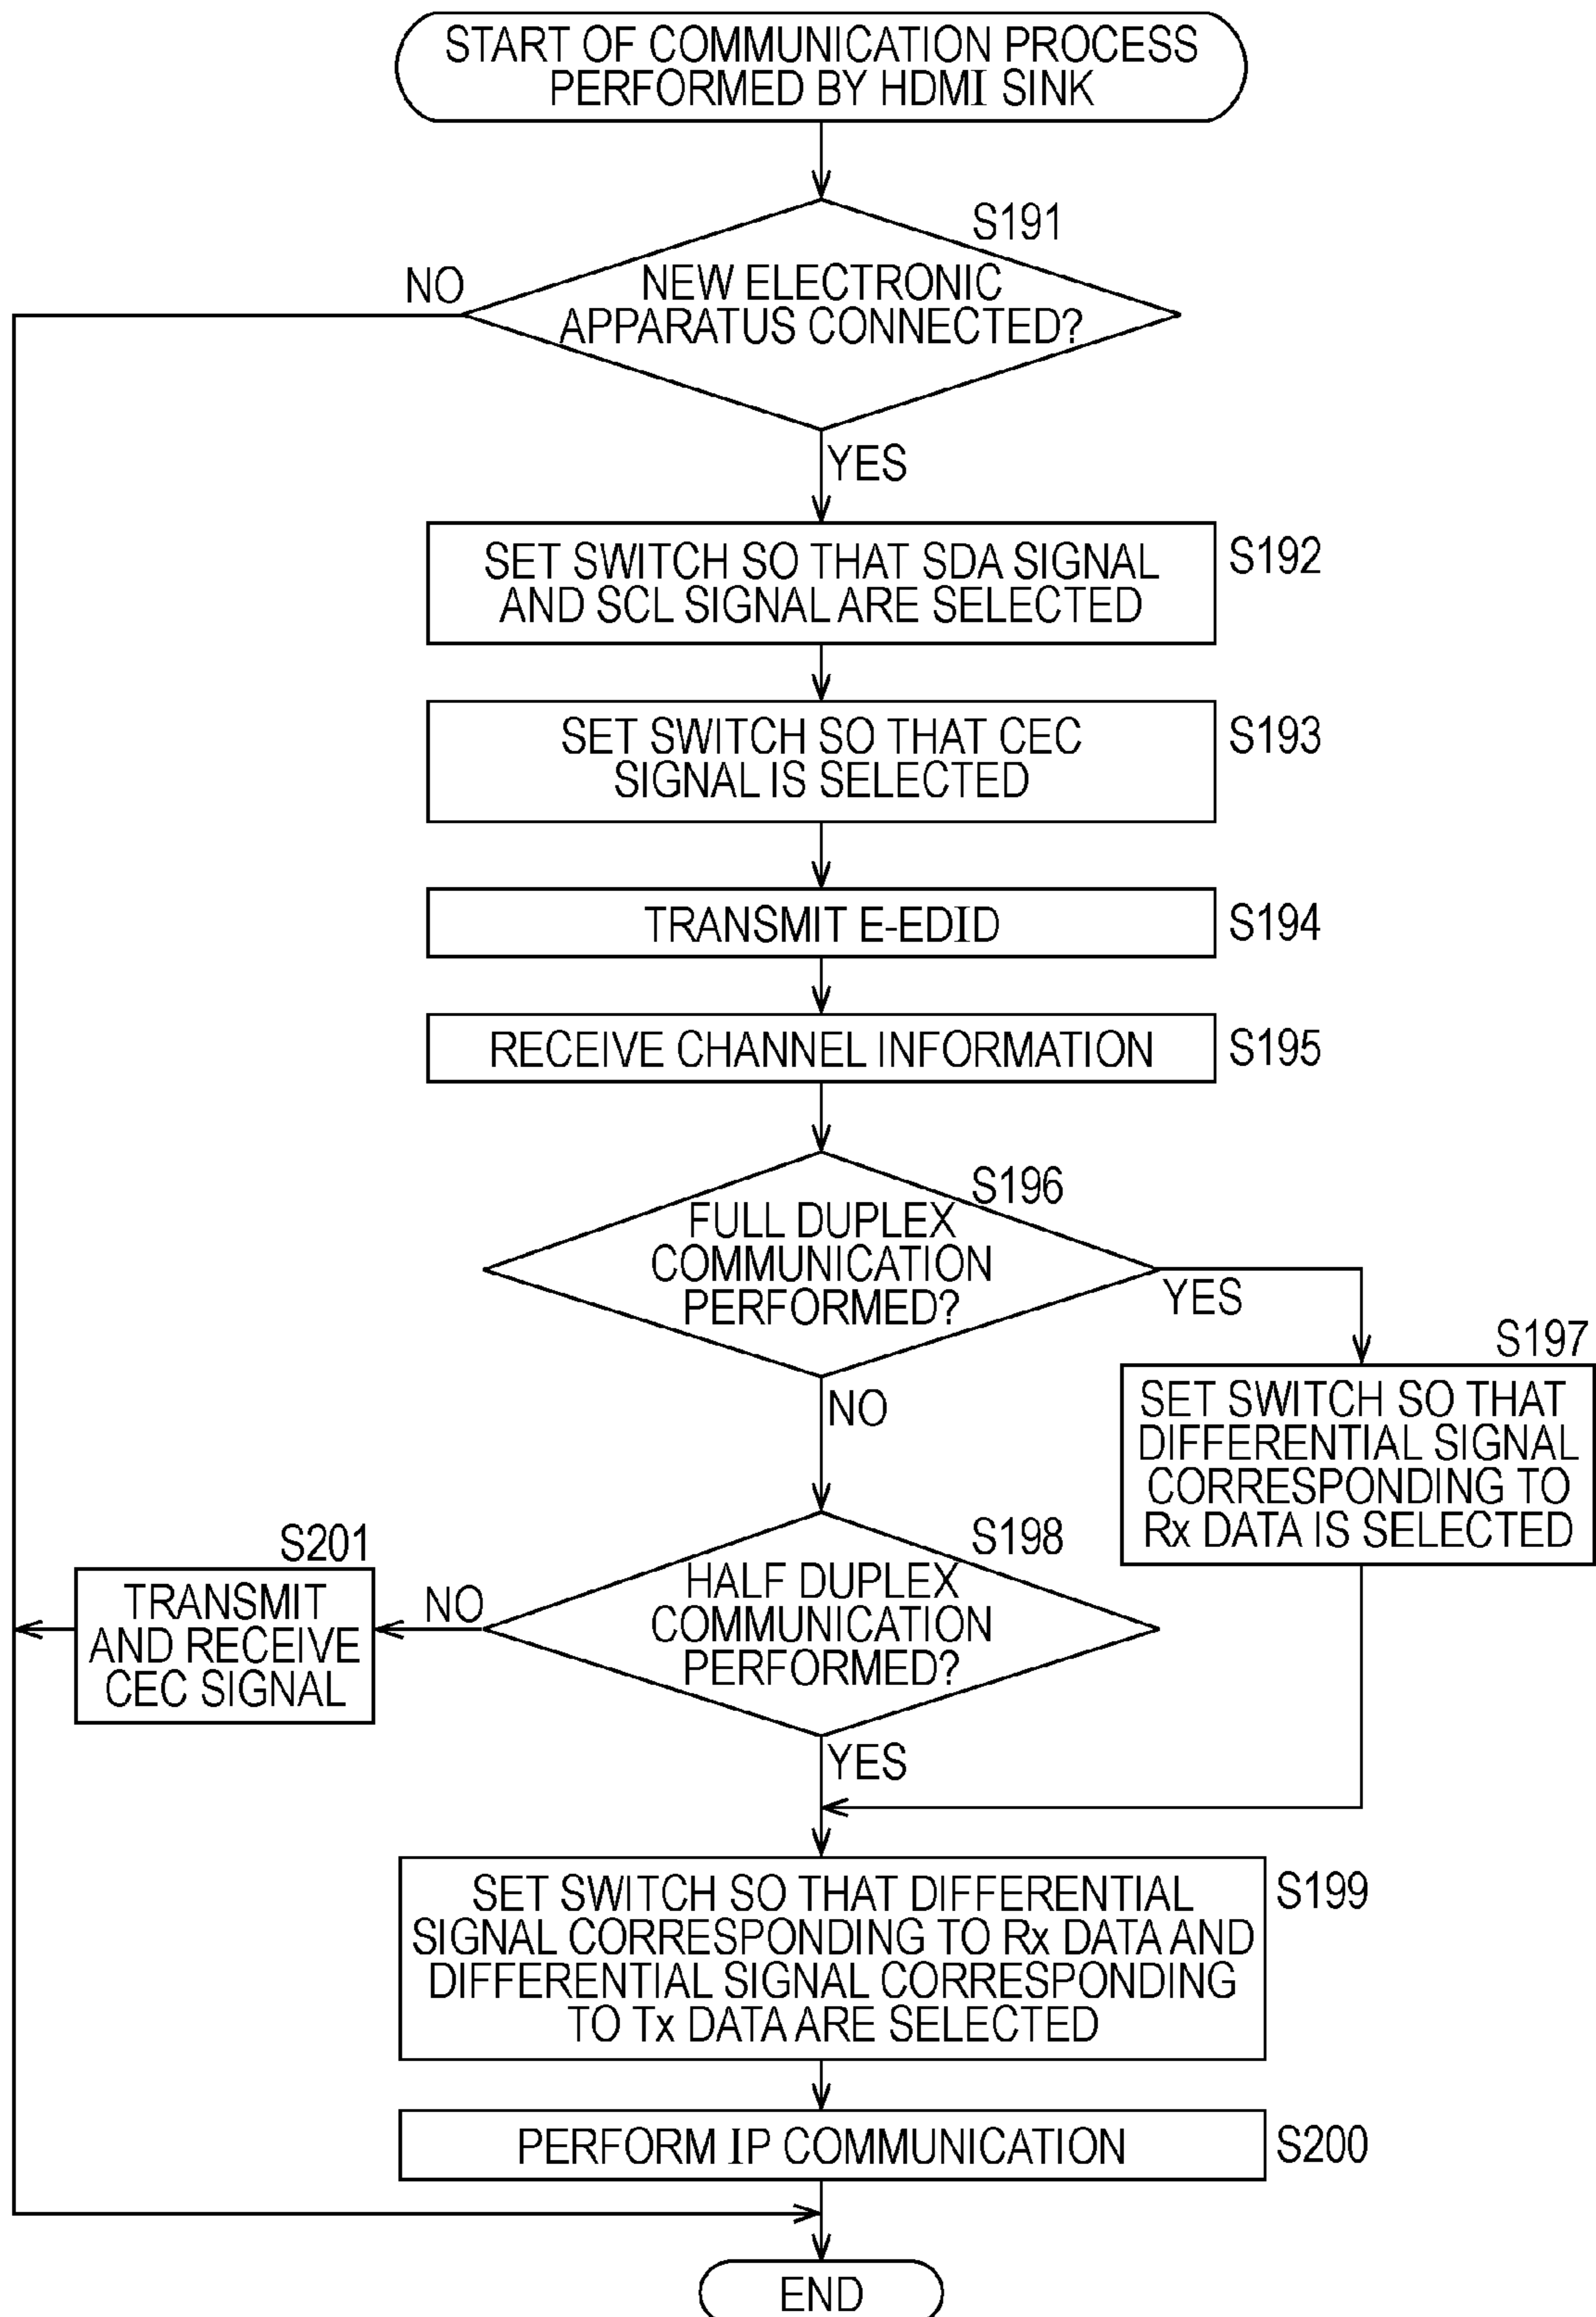 START OF COMMUNICATION PROCESS
PERFORMED BY HDMI SINK
S191
NO
NEW ELECTRONIC
APPARATUS CONNECTED?
YES
SET SWITCH SO THAT SDA SIGNAL
AND SCL SIGNAL ARE SELECTED
S192
SET SWITCH SO THAT CEC
SIGNAL IS SELECTED
S193
TRANSMIT E-EDID
S194
RECEIVE CHANNEL INFORMATION
S195
S196
FULL DUPLEX
COMMUNICATION
PERFORMED?
YES
S197
SET SWITCH SO THAT
DIFFERENTIAL SIGNAL
CORRESPONDING TO
Rx DATA IS SELECTED
NO
S198
HALF DUPLEX
COMMUNICATION
PERFORMED?
NO
S201
TRANSMIT
AND RECEIVE
CEC SIGNAL
YES
SET SWITCH SO THAT DIFFERENTIAL
SIGNAL CORRESPONDING TO Rx DATA AND
DIFFERENTIAL SIGNAL CORRESPONDING
TO Tx DATA ARE SELECTED
S199
PERFORM IP COMMUNICATION
S200
END